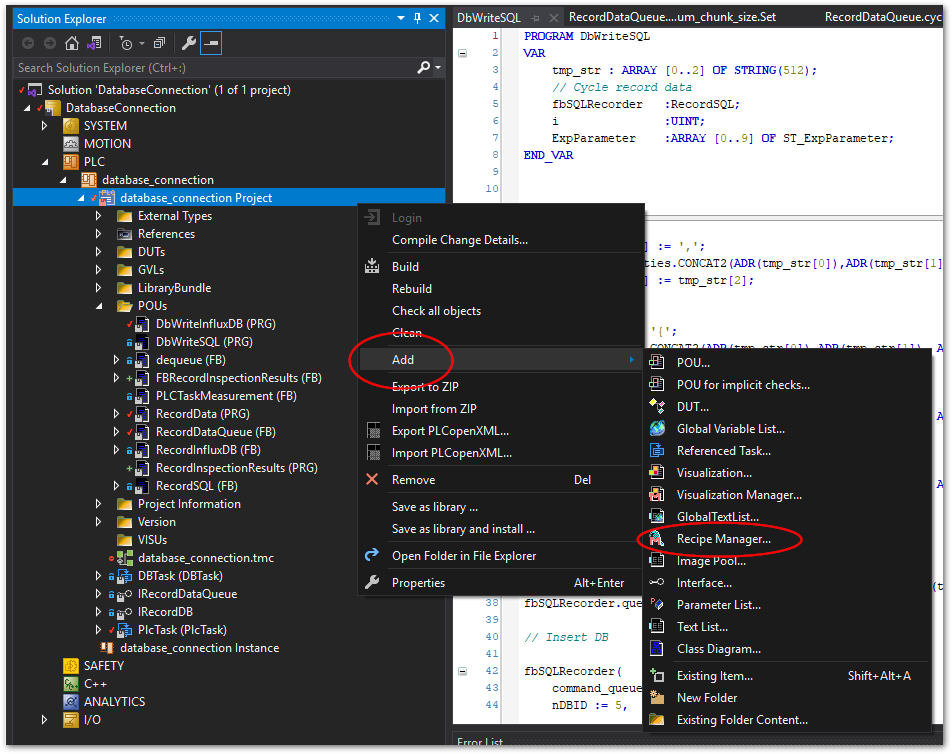 Solution Explorer
Search Solution Explorer (Ctrl+:)
Solution 'DatabaseConnection' (1 of 1 project)
DatabaseConnection
SYSTEM
MOTION
PLC
database_connection
database_connection Project
External Types
References
DUTs
GVLs
LibraryBundle
POUs
DbWriteInfluxDB (PRG)
DbWriteSQL (PRG)
dequeue (FB)
FBRecordInspectionResults (FB)
PLCTaskMeasurement (FB)
RecordData (PRG)
RecordDataQueue (FB)
RecordInfluxDB (FB)
RecordInspectionResults (PRG)
RecordSQL (FB)
Project Information
Version
VISUs
database_connection.tmc
DBTask (DBTask)
IRecordDataQueue
IRecordDB
PlcTask (PlcTask)
database_connection Instance
SAFETY
C++
ANALYTICS
I/O
DbWriteSQL
RecordDataQueue....um_chunk_size.Set
RecordDataQueue.cyc
1 PROGRAM DbWriteSQL
2 VAR
3 tmp_str : ARRAY [0..2] OF STRING(512);
4 // Cycle record data
5 fbSQLRecorder :RecordSQL;
6 i :UINT;
7 ExpParameter :ARRAY [0..9] OF ST_ExpParameter;
8 END_VAR
9
10
] := ',';
ties.CONCAT2(ADR(tmp_str[0]),ADR(tmp_str[1]
] := tmp_str[2];
'{';
38 fbSQLRecorder.que
39
40 // Insert DB
41
42 fbSQLRecorder(
43 command_queue
44 nDBID := 5,
Error List
Login
Compile Change Details...
Build
Rebuild
Check all objects
Clean
Add
Export to ZIP
Import from ZIP
Export PLCopenXML...
Import PLCopenXML...
Remove Del
Save as library ...
Save as library and install ...
Open Folder in File Explorer
Properties Alt+Enter
POU...
POU for implicit checks...
DUT...
Global Variable List...
Referenced Task...
Visualization...
Visualization Manager...
GlobalTextList...
Recipe Manager...
Image Pool...
Interface...
Parameter List...
Text List...
Class Diagram...
Existing Item... Shift+Alt+A
New Folder
Existing Folder Content...